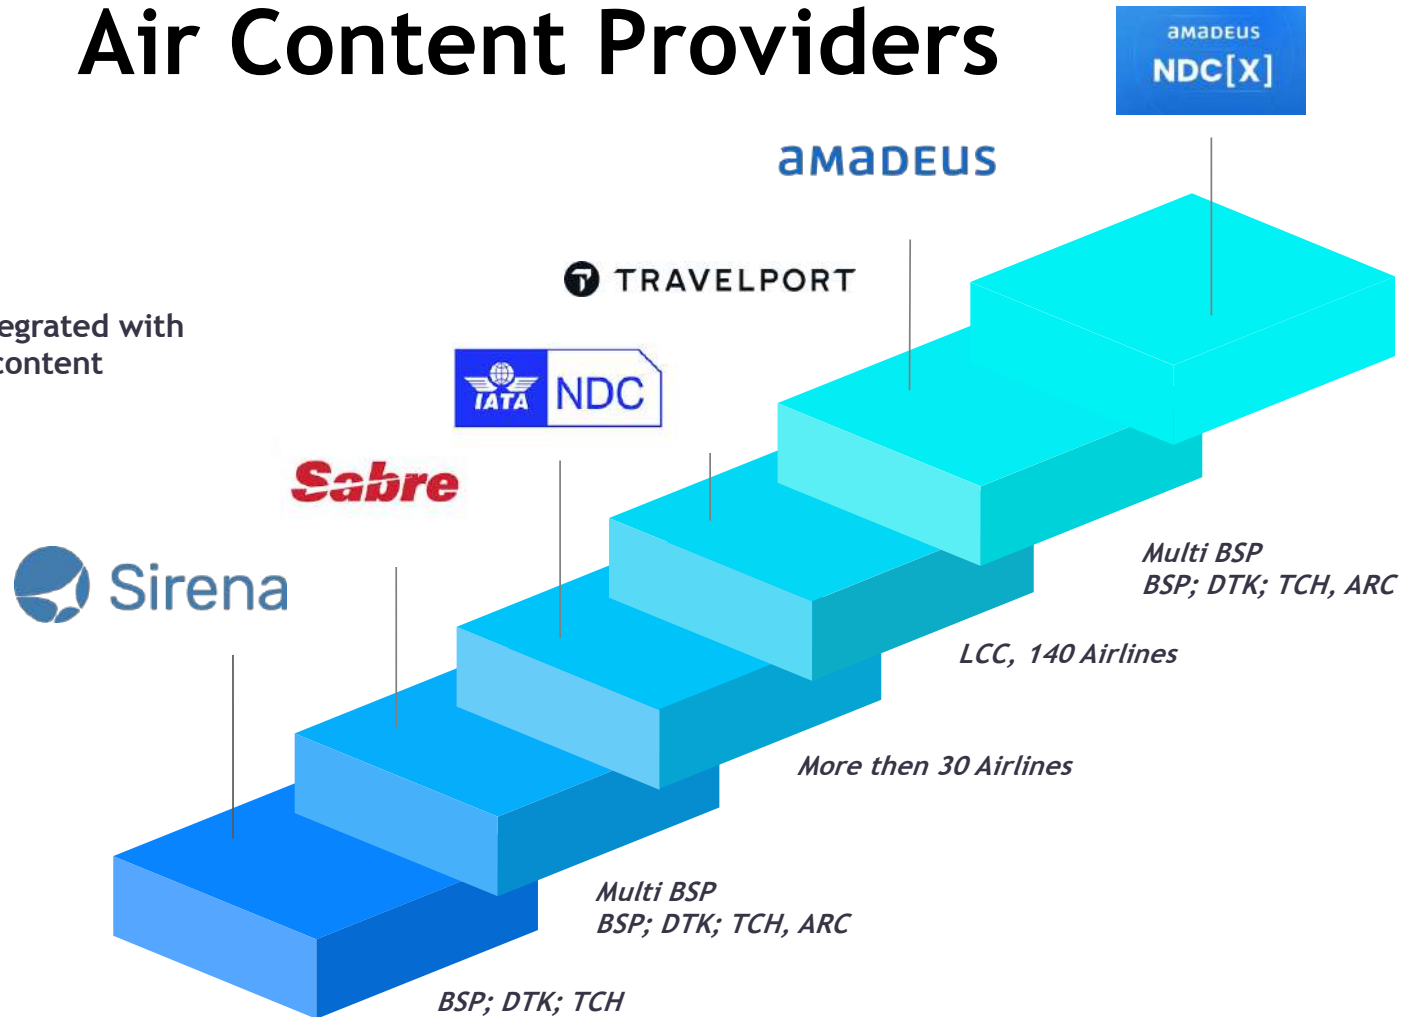 Air Content Providers
amadeus
NDC[X]
amadeus
TRAVELPORT
egrated with
content
IATA NDC
Sabre
Sirena
Multi BSP
BSP; DTK; TCH, ARC
LCC, 140 Airlines
More then 30 Airlines
Multi BSP
BSP; DTK; TCH, ARC
BSP; DTK; TCH